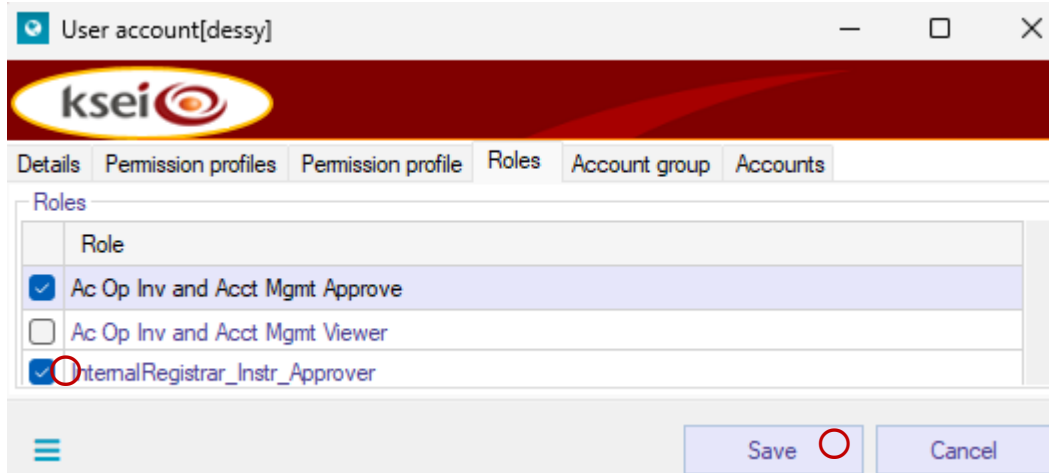 User account[dessy]
ksei
Details Permission profiles Permission profile Roles Account group Accounts
Roles
Role
Ac Op Inv and Acct Mgmt Approve
Ac Op Inv and Acct Mgmt Viewer
InternalRegistrar_Instr_Approver
Save Cancel